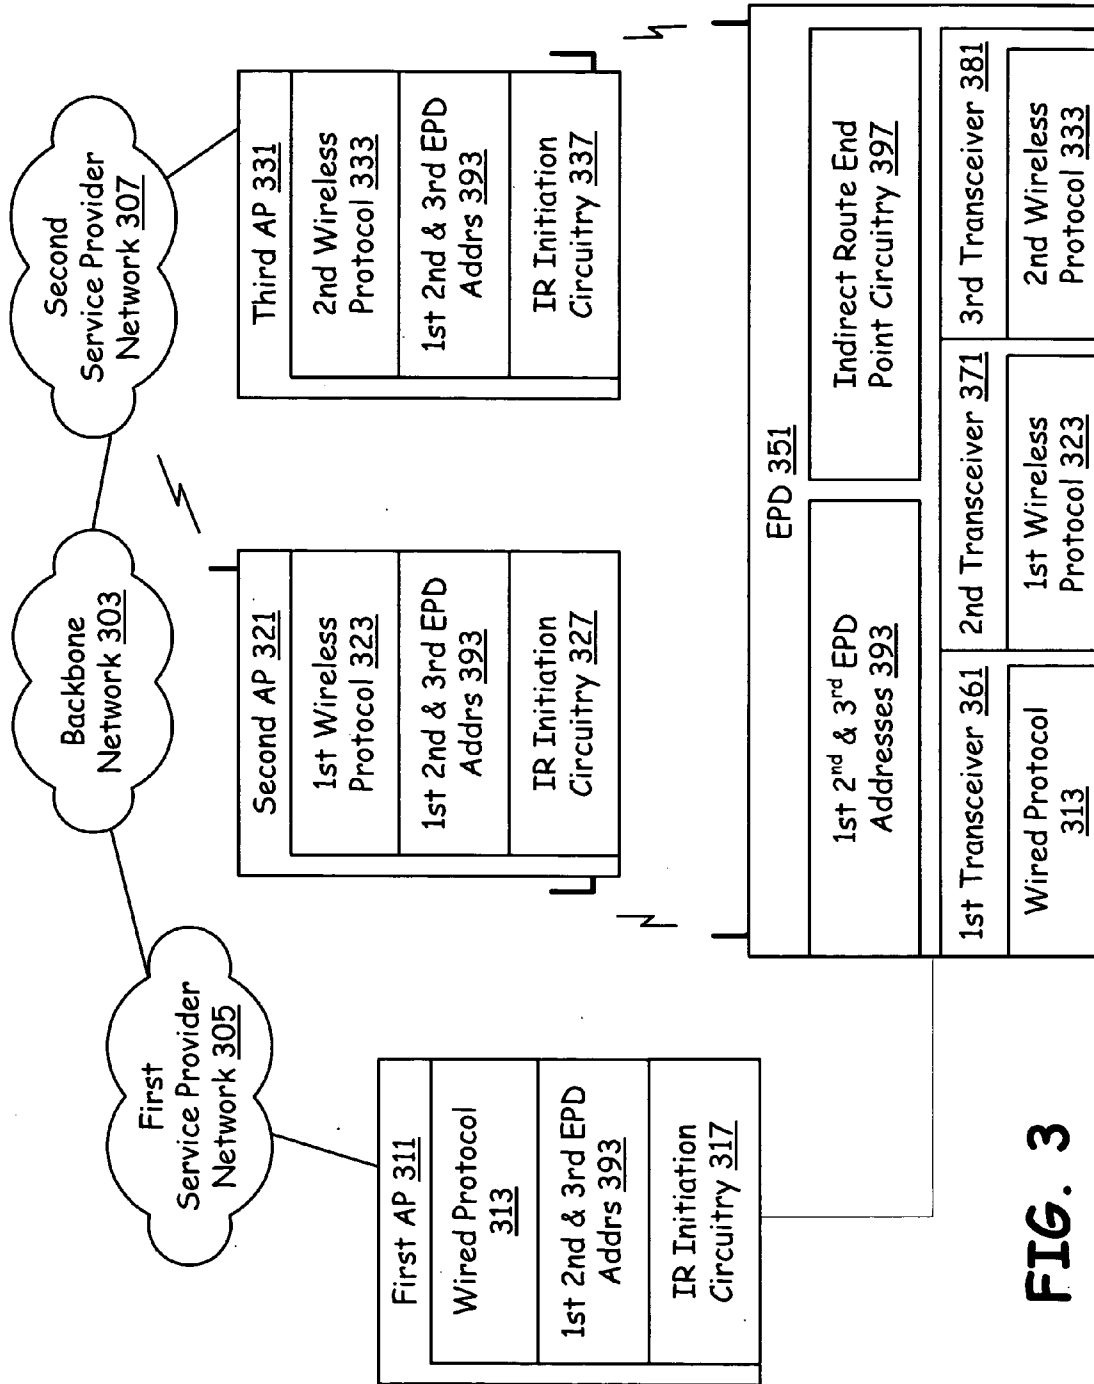 Second
Service Provider
Network 307
Backbone
Network 303
First
Service Provider
Network 305
Third AP 331
2nd Wireless
Protocol 333
1st 2nd & 3rd EPD
Addrs 393
IR Initiation
Circuitry 337
Second AP 321
1st Wireless
Protocol 323
1st 2nd & 3rd EPD
Addrs 393
IR Initiation
Circuitry 327
First AP 311
Wired Protocol
313
1st 2nd & 3rd EPD
Addrs 393
IR Initiation
Circuitry 317
EPD 351
1st 2nd & 3rd EPD
Addresses 393
Indirect Route End
Point Circuitry 397
1st Transceiver 361
Wired Protocol
313
2nd Transceiver 371
1st Wireless
Protocol 323
3rd Transceiver 381
2nd Wireless
Protocol 333
FIG. 3